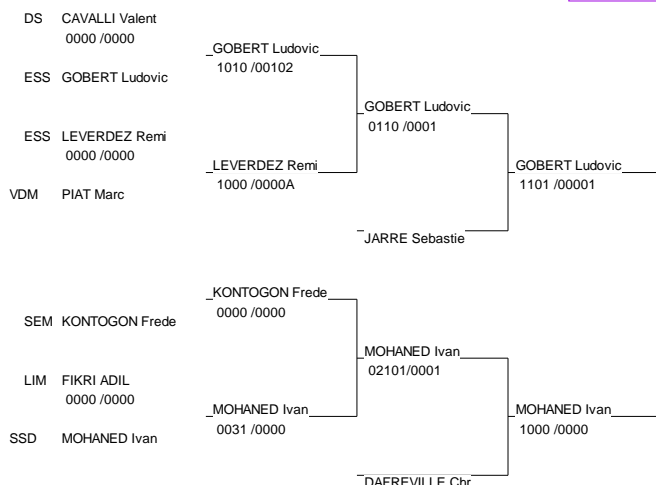 DS CAVALLI Valent
0000 /0000
GOBERT Ludovic
1010 /00102
ESS GOBERT Ludovic
GOBERT Ludovic
0110 /0001
ESS LEVERDEZ Remi
0000 /0000
LEVERDEZ Remi
1000 /0000A
GOBERT Ludovic
1101 /00001
VDM PIAT Marc
JARRE Sebastie
KONTOGON Frede
0000 /0000
SEM KONTOGON Frede
MOHANED Ivan
02101/0001
LIM FIKRI ADIL
0000 /0000
MOHANED Ivan
0031 /0000
MOHANED Ivan
1000 /0000
SSD MOHANED Ivan
DAEREVILLE Chr